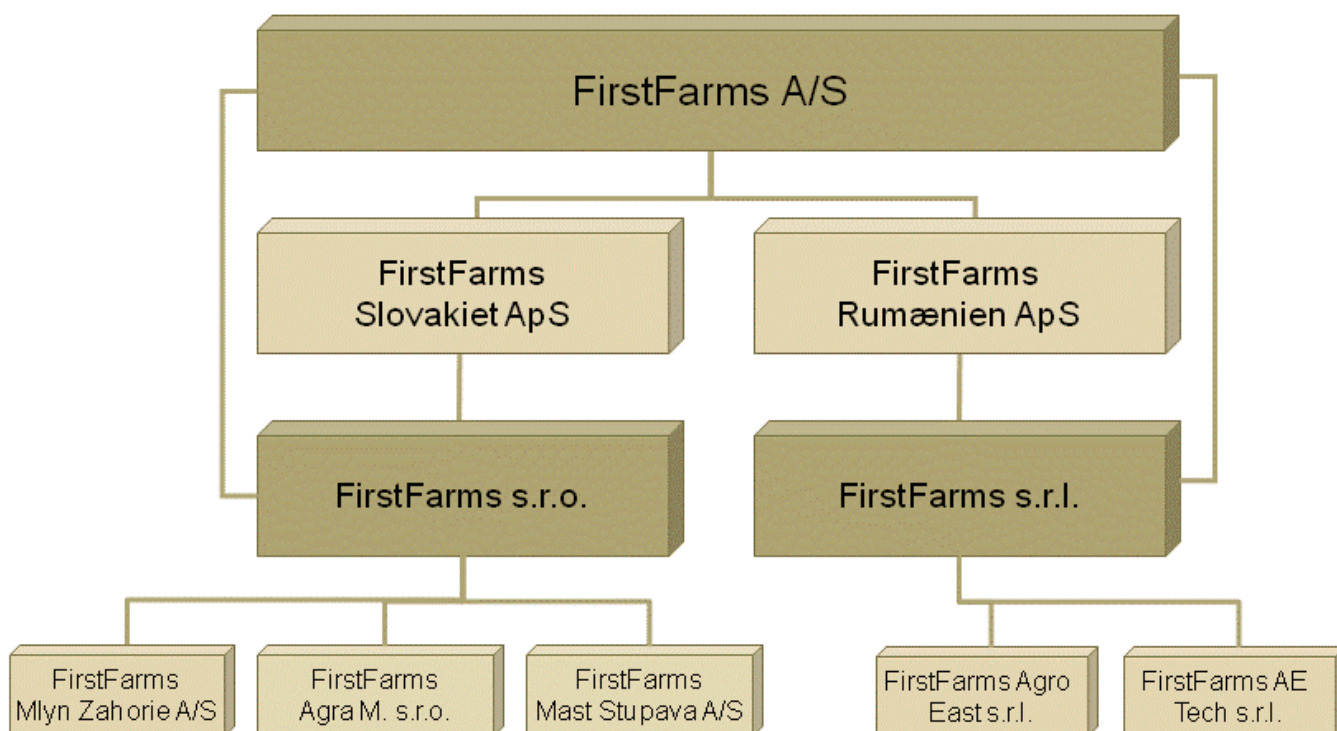 FirstFarms A/S
FirstFarms
Slovakiet ApS
FirstFarms
Rumænien ApS
FirstFarms s.r.o.
FirstFarms s.r.l.
FirstFarms
Mlyn Zahorie A/S
FirstFarms
Agra M. s.r.o.
FirstFarms
Mast Stupava A/S
FirstFarms Agro
East s.r.l.
FirstFarms AE
Tech s.r.l.